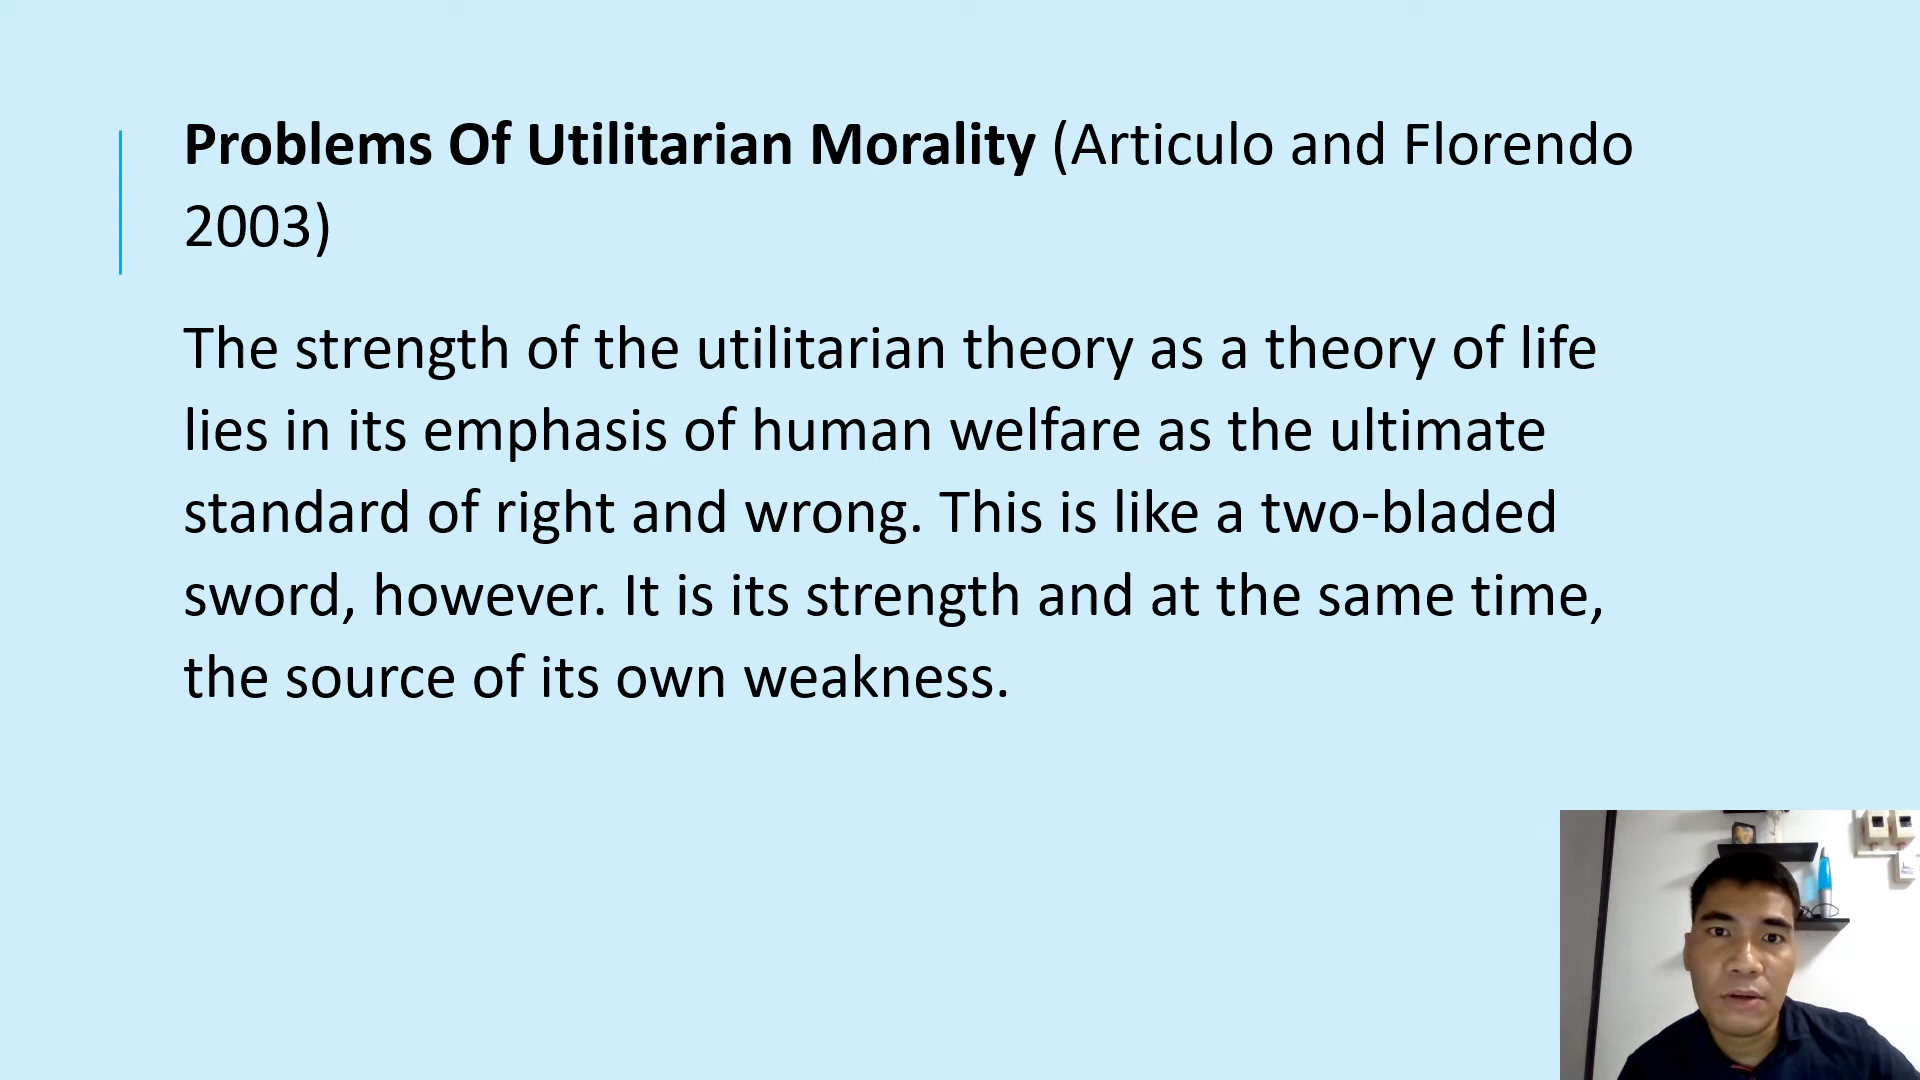 Problems Of Utilitarian Morality (Articulo and Florendo
2003)
The strength of the utilitarian theory as a theory of life
lies in its emphasis of human welfare as the ultimate
standard of right and wrong. This is like a two-bladed
sword, however. It is its strength and at the same time,
the source of its own weakness.